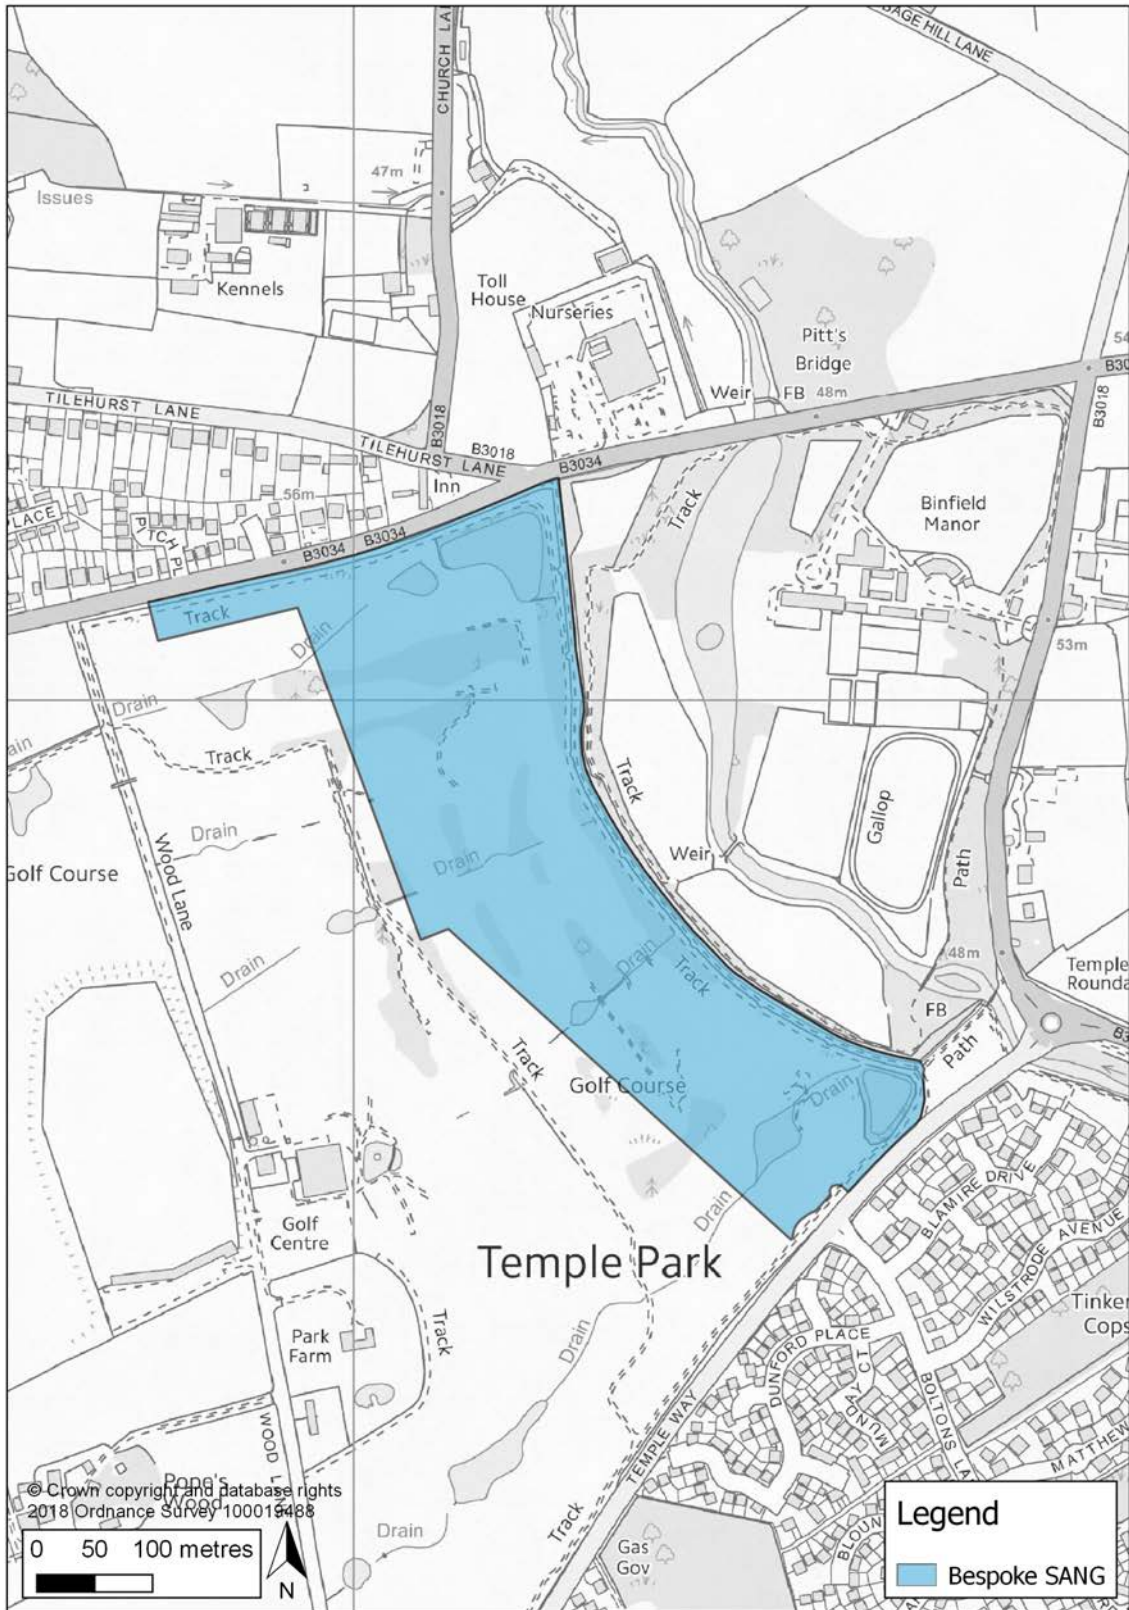 CHURCH LA
BAGE HILL LANE
47m
Issues
Kennels
Toll
House
Nurseries
Pitt's
Bridge
54
B30
Weir
FB
48m
B3018
TILEHURST LANE
B3018
B3018
TILEHURST LANE
B3034
Inn
56m
PLACE
PITCH PL
B3034
B3034
Track
Binfield
Manor
Track
Drain
53m
Drain
ain
Track
Track
Gallop
Drain
Wood Lane
Drain
Weir
Path
Golf Course
Drain
Drain
Track
48m
Temple
Rounda
FB
B3
Path
Track
Golf Course
Drain
BLAMIRE DRIVE
WILSTRODE AVENUE
Drain
Golf
Centre
Temple Park
Tinker
Cops
Track
Park
Farm
Drain
DUNFORD PLACE
MUNDAY CT
BOLTONS LA
TEMPLE WAY
MATTHEW
WOOD LANE
Pope's
Wood
© Crown copyright and database rights
2018 Ordnance Survey 100019488
0 50 100 metres
N
Drain
Track
Gas
Gov
BLOUN
Legend
Bespoke SANG